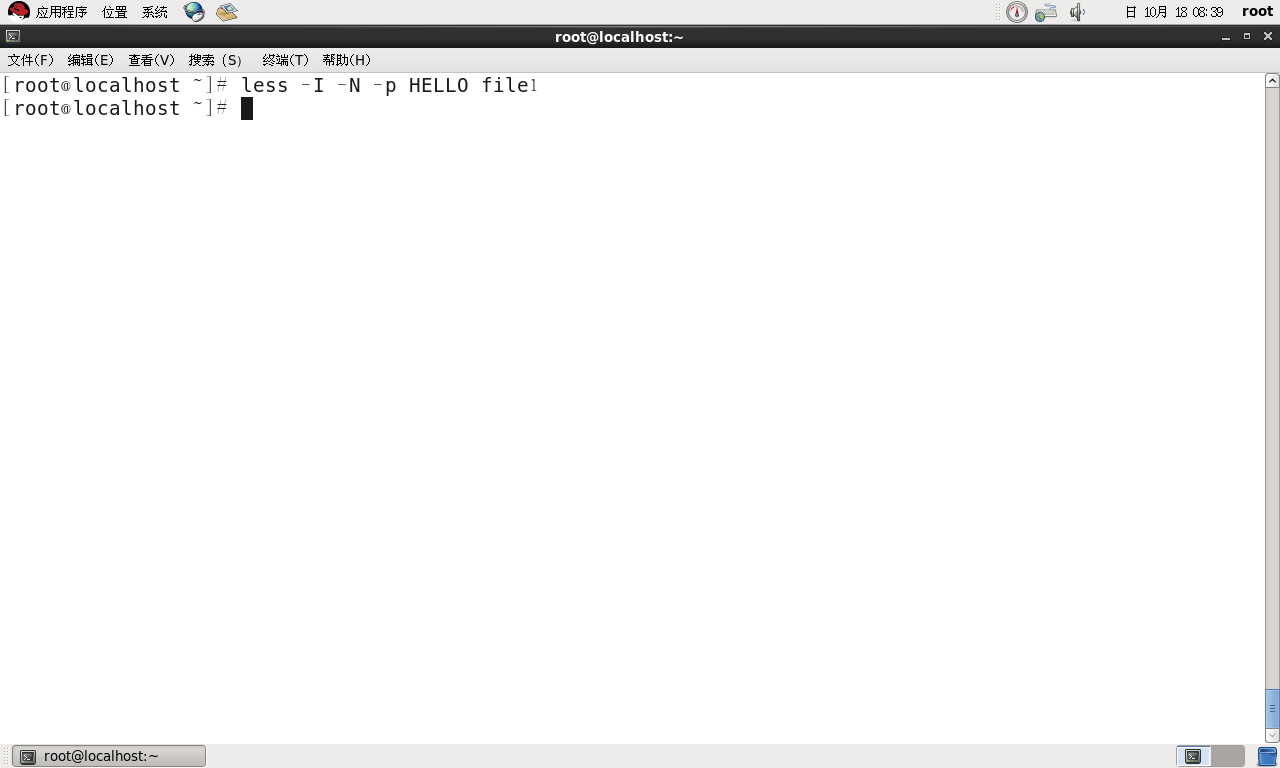 应用程序 位置 系统 日 10月 18 08:39 root
root@localhost:~
文件(F) 编辑(E) 查看(V) 搜索 (S) 终端(T) 帮助(H)
[root@localhost ~]# less -I -N -p HELLO file1
[root@localhost ~]#
root@localhost:~